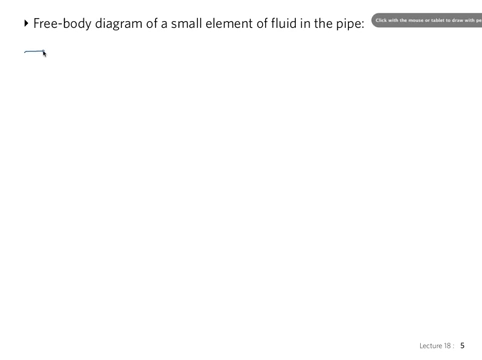 Free-body diagram of a small element of fluid in the pipe:
Click with the mouse or tablet to draw with pe
Lecture 18 : 5